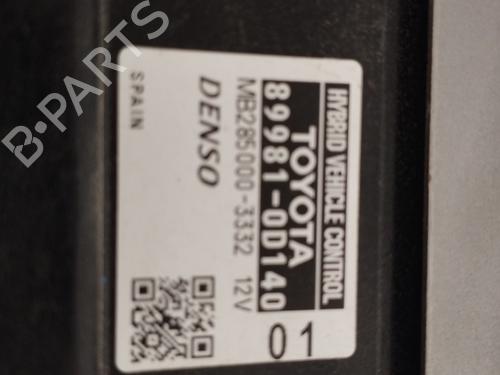 HYBRID VEHICLE CONTROL
TOYOTA
89981-0D140
01
MB285000-3332 12V
DENSO
SPAIN
B-PARTS